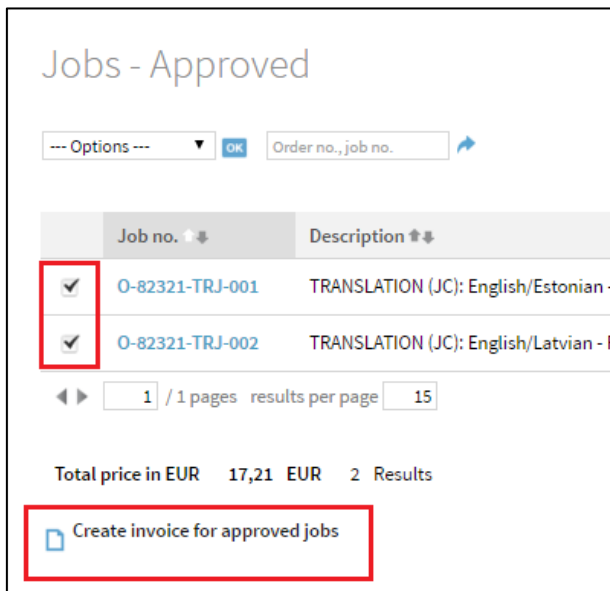 Jobs - Approved
--- Options --- OK Order no., job no.
Job no. Description
O-82321-TRJ-001 TRANSLATION (JC): English/Estonian -
O-82321-TRJ-002 TRANSLATION (JC): English/Latvian -
1 / 1 pages results per page 15
Total price in EUR 17,21 EUR 2 Results
Create invoice for approved jobs